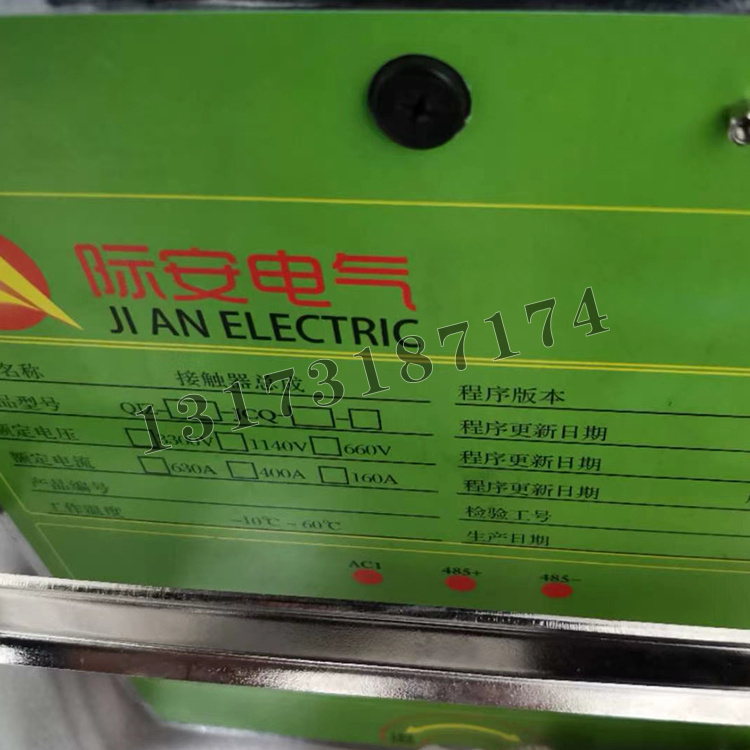 际安电气
JI AN ELECTRIC
名称 接触器总成
品型号 -JCQ-□-□
额定电压 □3300V □1140V □660V
额定电流 □630A □400A □160A
产品编号
工作温度 -10℃~60℃
程序版本
程序更新日期
程序更新日期
程序更新日期
检验工号
生产日期
AC1 485+ 485-
13173187174